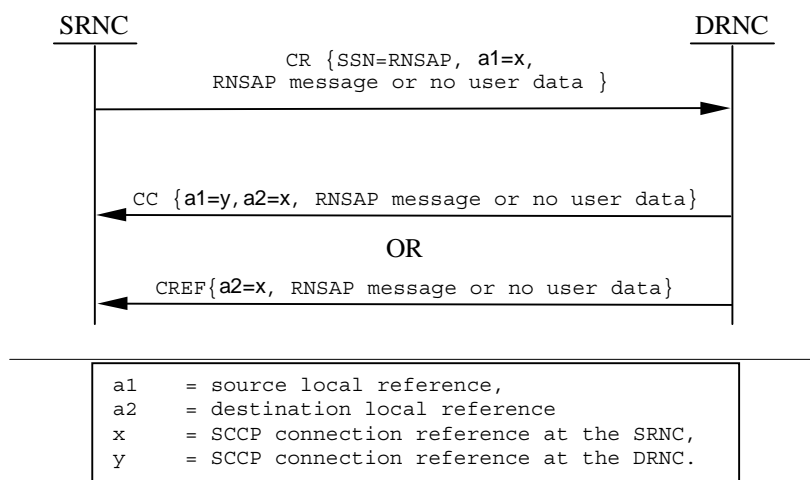 SRNC DRNC
CR {SSN=RNSAP, a1=x,
RNSAP message or no user data }
CC {a1=y,a2=x, RNSAP message or no user data}
OR
CREF{a2=x, RNSAP message or no user data}
a1 = source local reference,
a2 = destination local reference
x = SCCP connection reference at the SRNC,
y = SCCP connection reference at the DRNC.